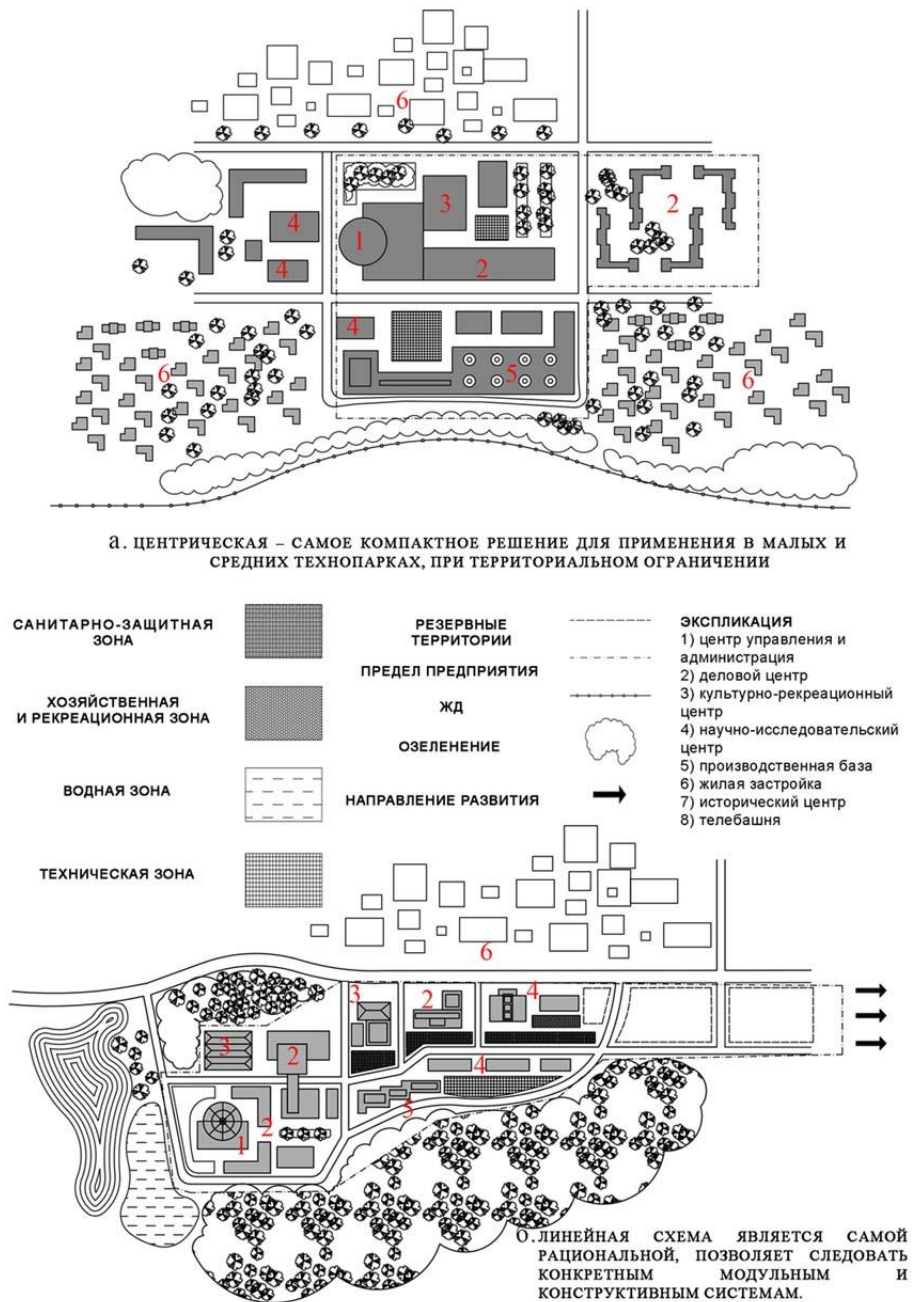 6
3
2
1
4
4
2
4
5
6
6
а. ЦЕНТРИЧЕСКАЯ – САМОЕ КОМПАКТНОЕ РЕШЕНИЕ ДЛЯ ПРИМЕНЕНИЯ В МАЛЫХ И
СРЕДНИХ ТЕХНОПАРКАХ, ПРИ ТЕРРИТОРИАЛЬНОМ ОГРАНИЧЕНИИ
САНИТАРНО-ЗАЩИТНАЯ
ЗОНА
ХОЗЯЙСТВЕННАЯ
И РЕКРЕАЦИОННАЯ ЗОНА
ВОДНАЯ ЗОНА
ТЕХНИЧЕСКАЯ ЗОНА
РЕЗЕРВНЫЕ
ТЕРРИТОРИИ
ПРЕДЕЛ ПРЕДПРИЯТИЯ
ЖД
ОЗЕЛЕНЕНИЕ
НАПРАВЛЕНИЕ РАЗВИТИЯ
ЭКСПЛИКАЦИЯ
1) центр управления и
администрация
2) деловой центр
3) культурно-рекреационный
центр
4) научно-исследовательский
центр
5) производственная база
6) жилая застройка
7) исторический центр
8) телебашня
6
3
2
4
3
2
4
5
2
1
б. ЛИНЕЙНАЯ СХЕМА ЯВЛЯЕТСЯ САМОЙ
РАЦИОНАЛЬНОЙ, ПОЗВОЛЯЕТ СЛЕДОВАТЬ
КОНКРЕТНЫМ МОДУЛЬНЫМ И
КОНСТРУКТИВНЫМ СИСТЕМАМ.